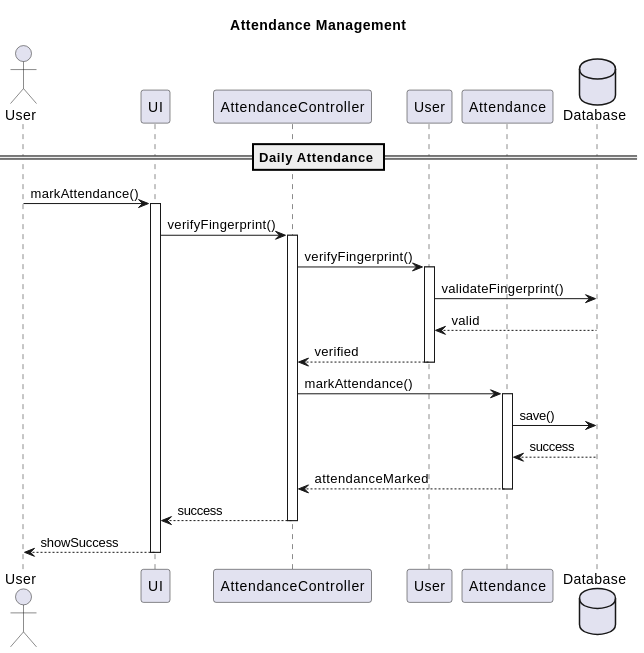 Attendance Management
User
UI
AttendanceController
User
Attendance
Database
Daily Attendance
markAttendance()
verifyFingerprint()
verifyFingerprint()
validateFingerprint()
valid
verified
markAttendance()
save()
success
attendanceMarked
success
showSuccess
User
UI
AttendanceController
User
Attendance
Database